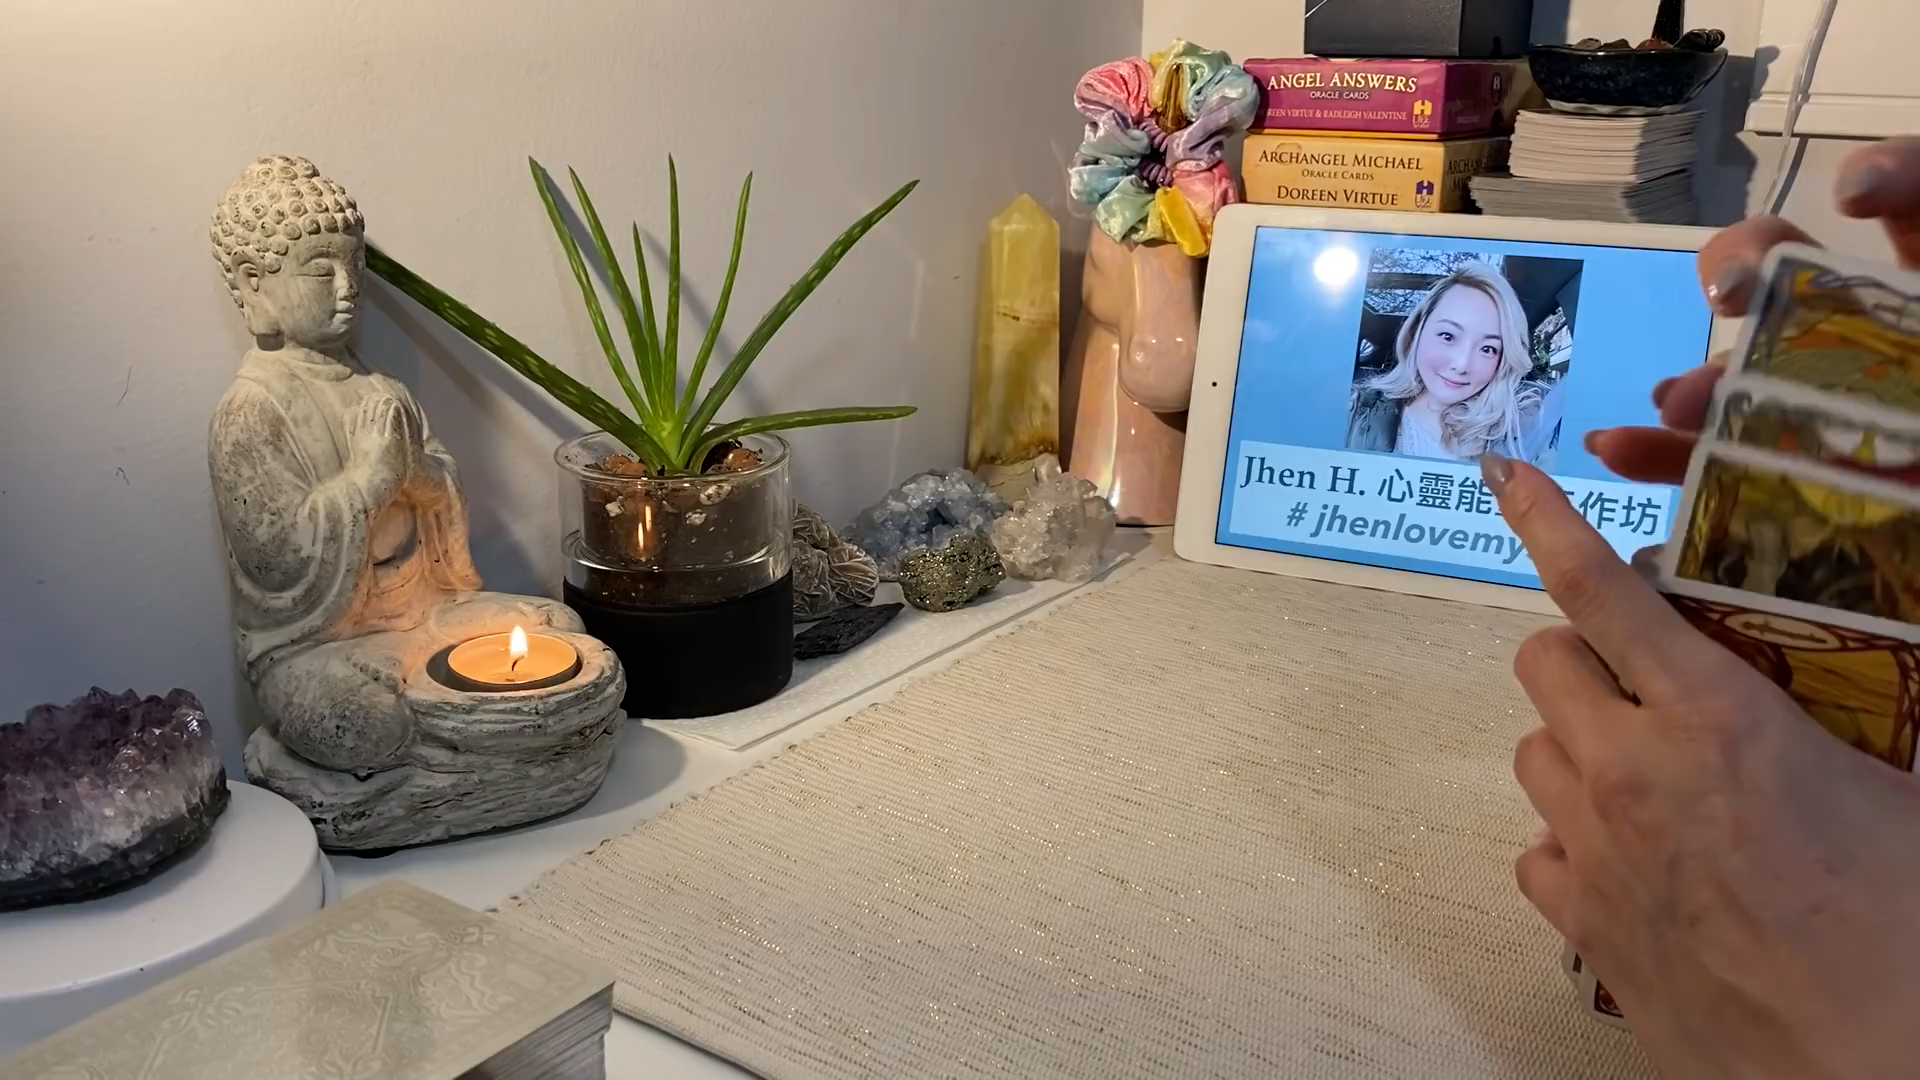 ANGEL ANSWERS
ORACLE CARDS
REEN VIRTUE & RADLEIGH VALENTINE
ARCHANGEL MICHAEL
ORACLE CARDS
DOREEN VIRTUE
Jhen H. 心靈能 作坊
# jhenlovemy